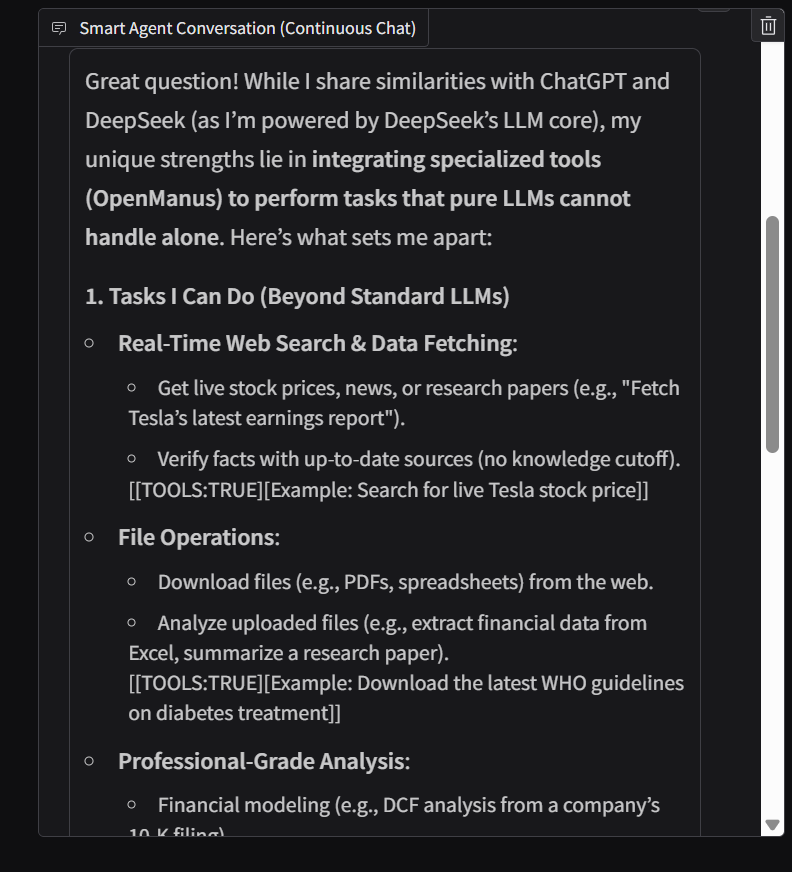 Smart Agent Conversation (Continuous Chat)
Great question! While I share similarities with ChatGPT and
DeepSeek (as I’m powered by DeepSeek’s LLM core), my
unique strengths lie in integrating specialized tools
(OpenManus) to perform tasks that pure LLMs cannot
handle alone. Here’s what sets me apart:
1. Tasks I Can Do (Beyond Standard LLMs)
Real-Time Web Search & Data Fetching:
Get live stock prices, news, or research papers (e.g., "Fetch
Tesla’s latest earnings report").
Verify facts with up-to-date sources (no knowledge cutoff).
[[TOOLS:TRUE][Example: Search for live Tesla stock price]]
File Operations:
Download files (e.g., PDFs, spreadsheets) from the web.
Analyze uploaded files (e.g., extract financial data from
Excel, summarize a research paper).
[[TOOLS:TRUE][Example: Download the latest WHO guidelines
on diabetes treatment]]
Professional-Grade Analysis:
Financial modeling (e.g., DCF analysis from a company’s
10-K filing)